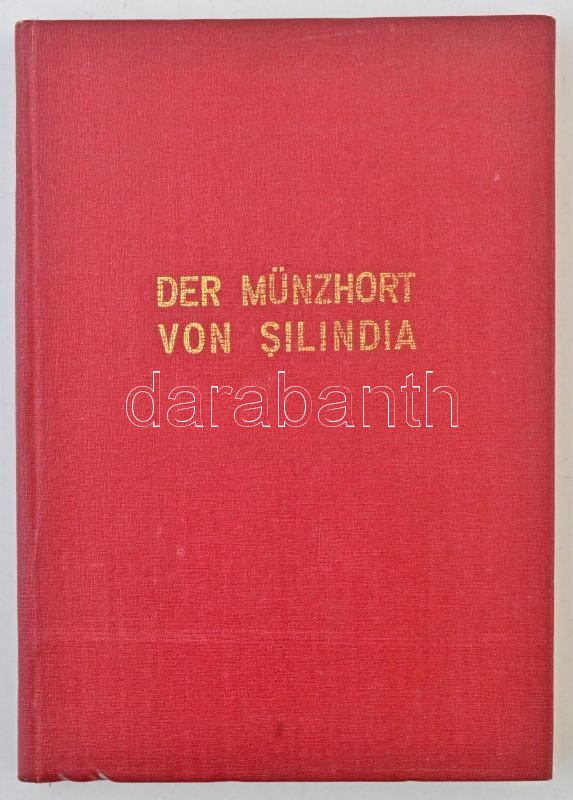 DER MÜNZHORT
VON ŞILINDIA
darabanth